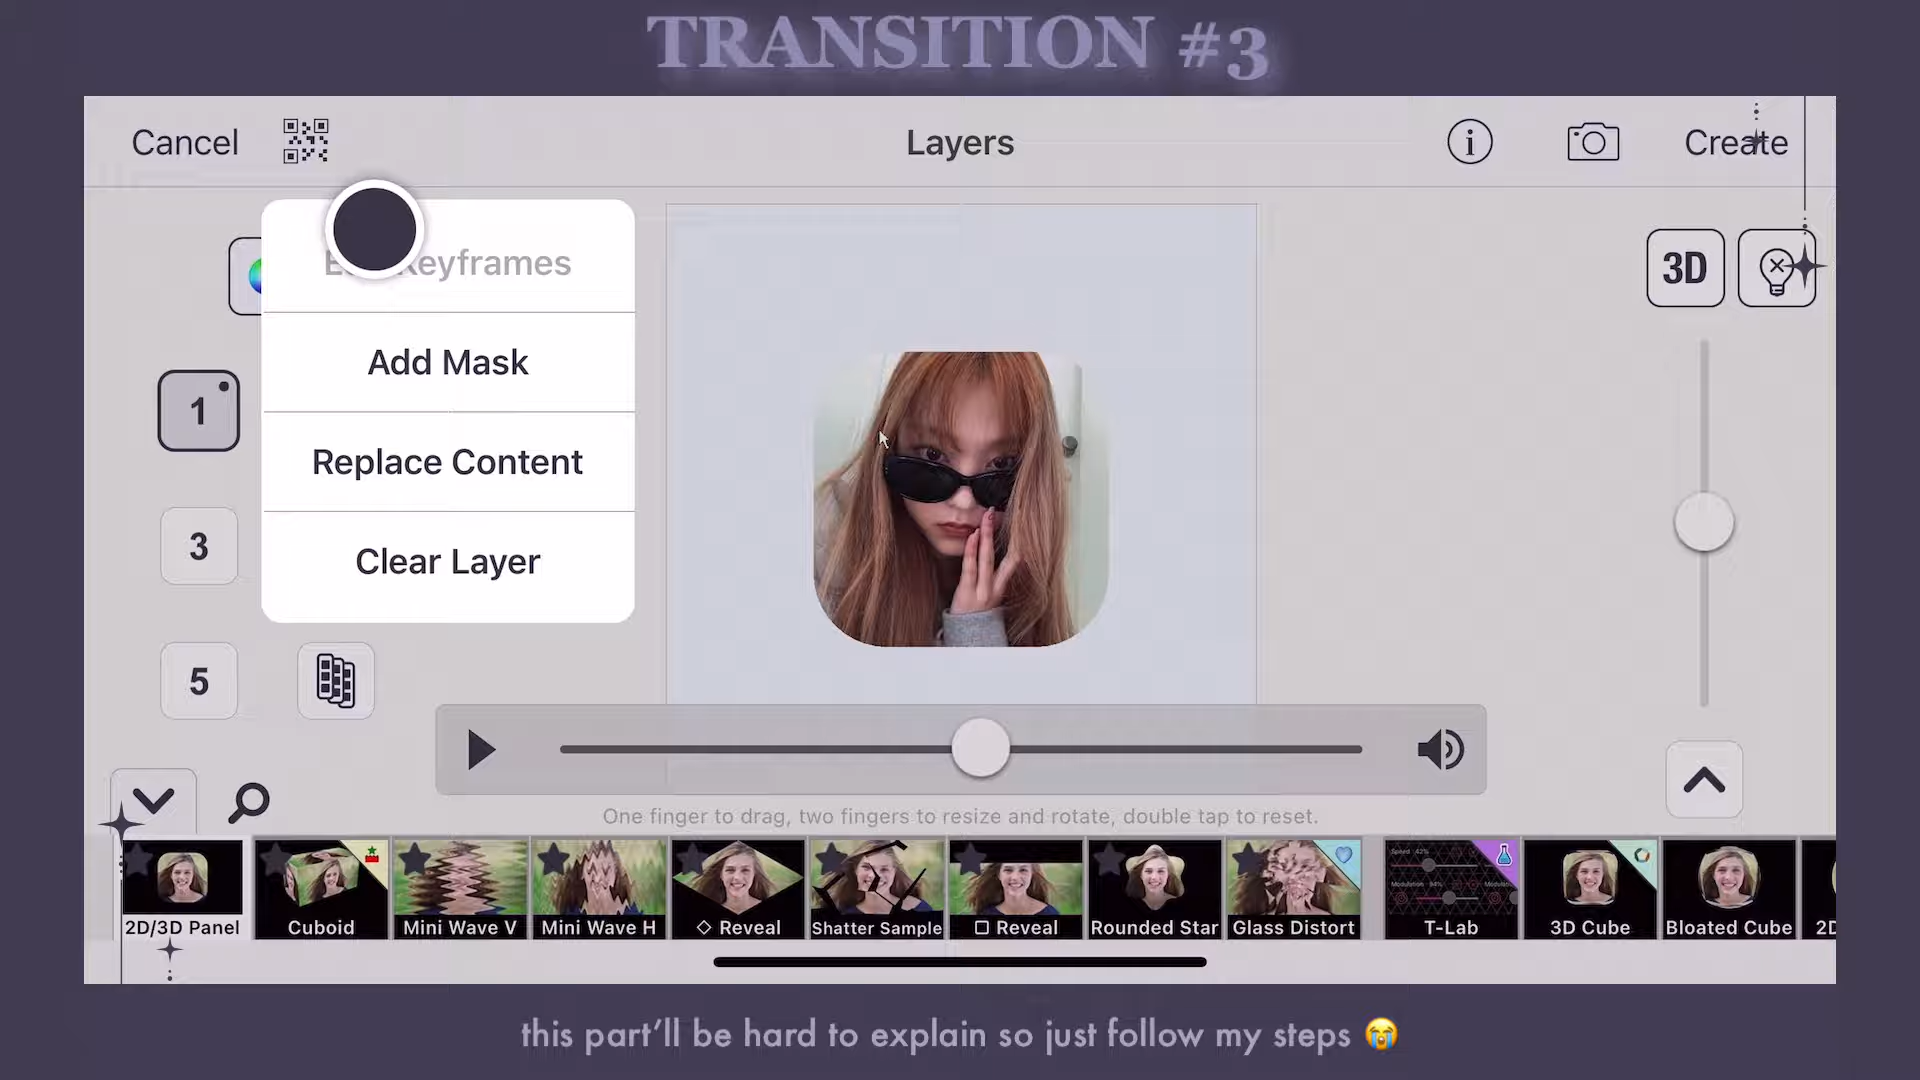 TRANSITION #3
Cancel
Layers
Create
Keyframes
3D
Add Mask
1
Replace Content
3
Clear Layer
5
One finger to drag, two fingers to resize and rotate, double tap to reset.
2D/3D Panel
Cuboid
Mini Wave V
Mini Wave H
◇ Reveal
Shatter Sample
□ Reveal
Rounded Star
Glass Distort
T-Lab
3D Cube
Bloated Cube
this part’ll be hard to explain so just follow my steps 😭